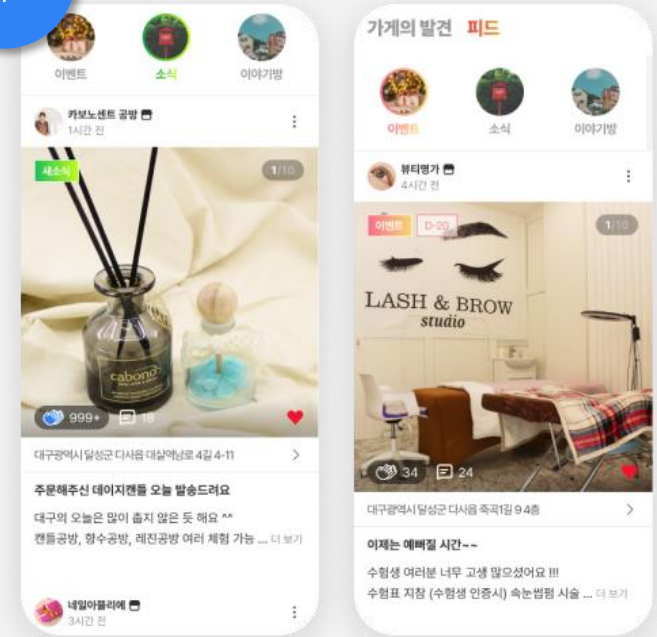 이벤트
소식
이야기방
카보노센트 공방
1시간 전
새소식
1/10
cabono
999+
18
대구광역시 달성군 다사읍 대실역남로 4길 4-11
주문해주신 데이지캔들 오늘 발송드려요
대구의 오늘은 많이 춥지 않은 듯 해요 ^^
캔들공방, 향수공방, 레진공방 여러 체험 가능 ... 더 보기
네일아뜰리에
3시간 전
가게의 발견 피드
이벤트
소식
이야기방
뷰티명가
4시간 전
이벤트
D-20
1/10
LASH & BROW
studio
34
24
대구광역시 달성군 다사읍 죽곡1길 9 4층
이제는 예뻐질 시간~~
수험생 여러분 너무 고생 많으셨어요 !!!
수험표 지참 (수험생 인증시) 속눈썹펌 시술 ... 더 보기